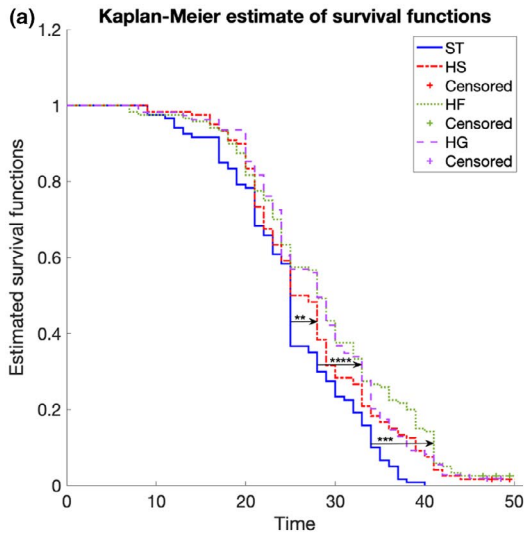 (a) Kaplan-Meier estimate of survival functions
1.2
1
0.8
0.6
0.4
0.2
0
Estimated survival functions
ST
HS
Censored
HF
Censored
HG
Censored
**
****
***
0 10 20 30 40 50
Time